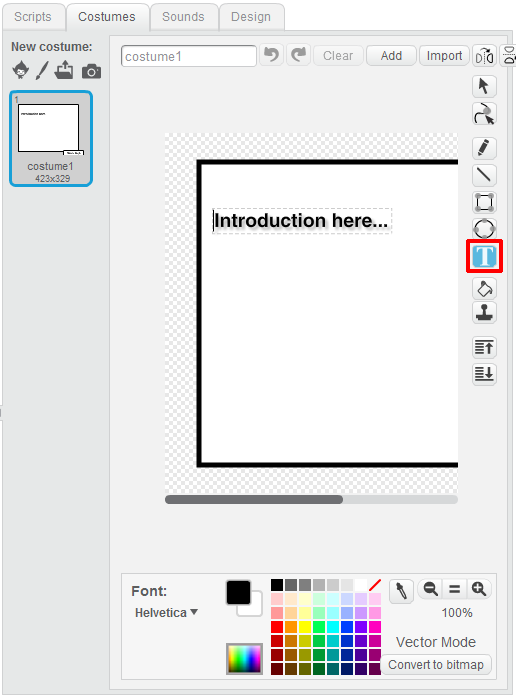 Scripts
Costumes
Sounds
Design
New costume:
costume1
Clear
Add
Import
1
costume1
423x329
Introduction here...
T
Font:
Helvetica
100%
Vector Mode
Convert to bitmap